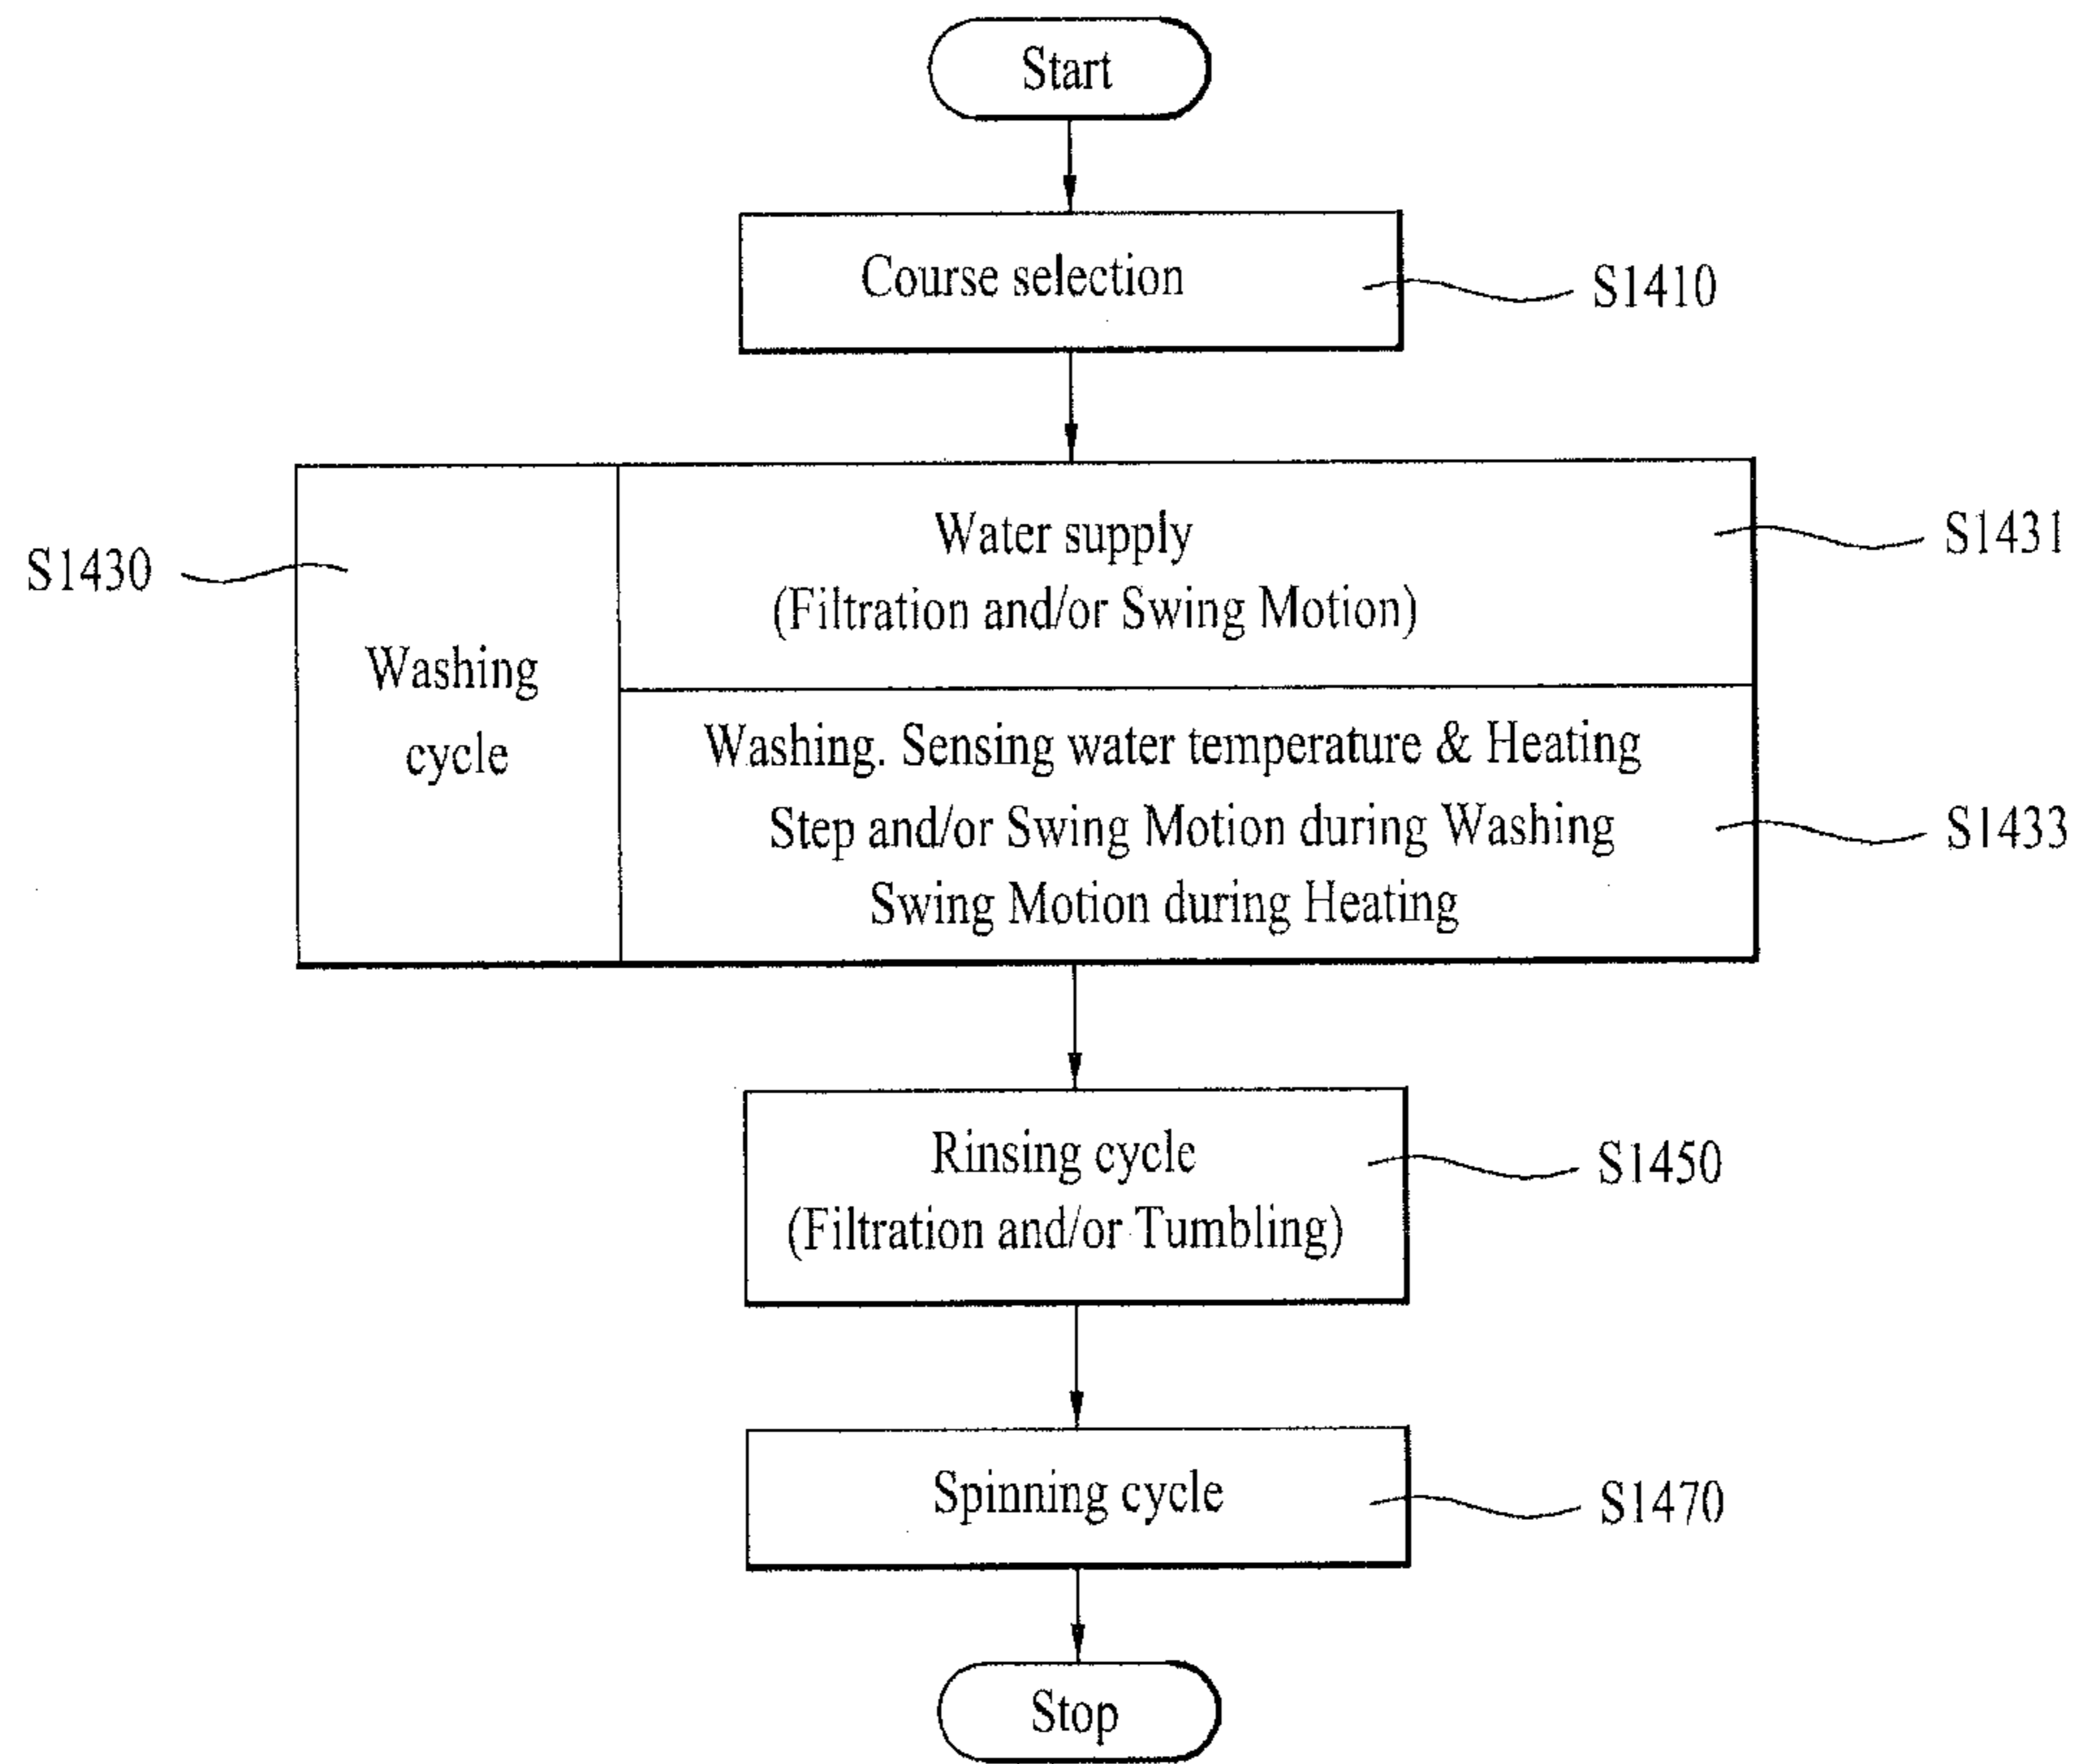 Start
Course selection
S1410
S1430
Washing
cycle
Water supply
(Filtration and/or Swing Motion)
S1431
Washing. Sensing water temperature & Heating
Step and/or Swing Motion during Washing
Swing Motion during Heating
S1433
Rinsing cycle
(Filtration and/or Tumbling)
S1450
Spinning cycle
S1470
Stop